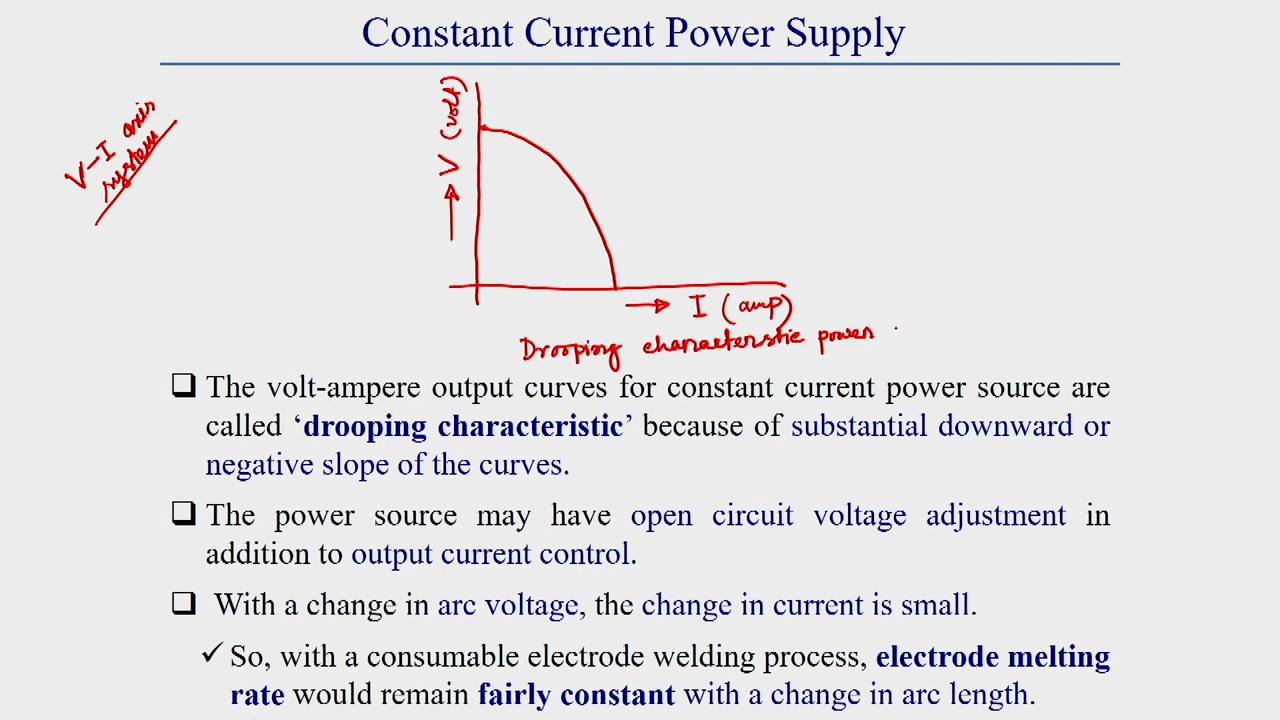 Constant Current Power Supply
V-I axis
system
V (volt)
I (amp)
Drooping characterstic power
❑ The volt-ampere output curves for constant current power source are
called ‘drooping characteristic’ because of substantial downward or
negative slope of the curves.
❑ The power source may have open circuit voltage adjustment in
addition to output current control.
❑ With a change in arc voltage, the change in current is small.
✓ So, with a consumable electrode welding process, electrode melting
rate would remain fairly constant with a change in arc length.